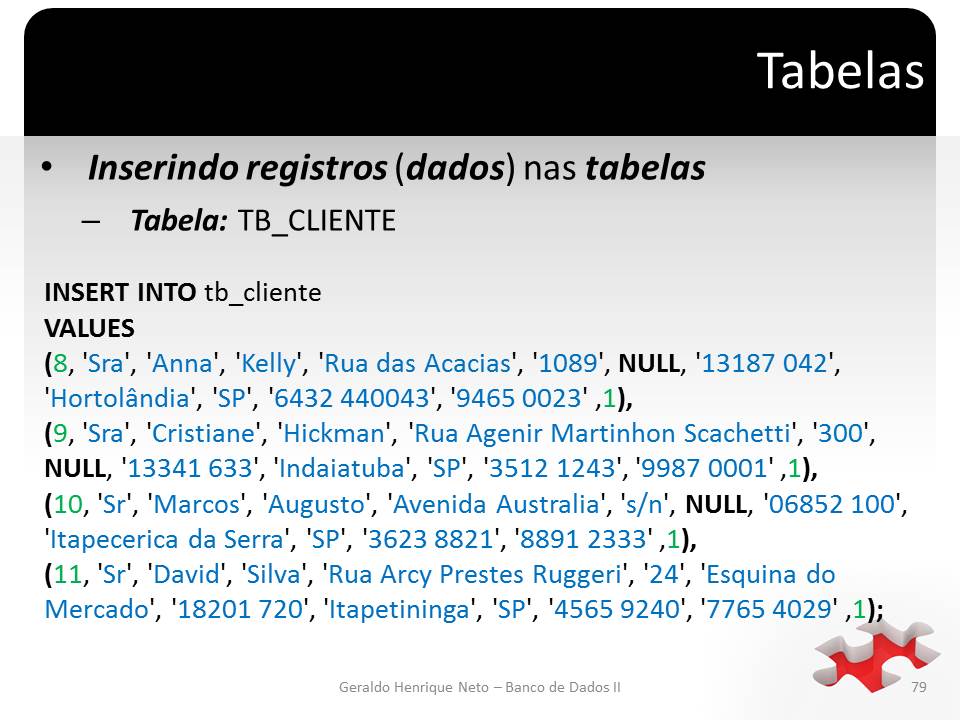 Tabelas
• Inserindo registros (dados) nas tabelas
– Tabela: TB_CLIENTE
INSERT INTO tb_cliente
VALUES
(8, 'Sra', 'Anna', 'Kelly', 'Rua das Acacias', '1089', NULL, '13187 042',
'Hortolândia', 'SP', '6432 440043', '9465 0023' ,1),
(9, 'Sra', 'Cristiane', 'Hickman', 'Rua Agenir Martinhon Scachetti', '300',
NULL, '13341 633', 'Indaiatuba', 'SP', '3512 1243', '9987 0001' ,1),
(10, 'Sr', 'Marcos', 'Augusto', 'Avenida Australia', 's/n', NULL, '06852 100',
'Itapecerica da Serra', 'SP', '3623 8821', '8891 2333' ,1),
(11, 'Sr', 'David', 'Silva', 'Rua Arcy Prestes Ruggeri', '24', 'Esquina do
Mercado', '18201 720', 'Itapetininga', 'SP', '4565 9240', '7765 4029' ,1);
Geraldo Henrique Neto – Banco de Dados II
79